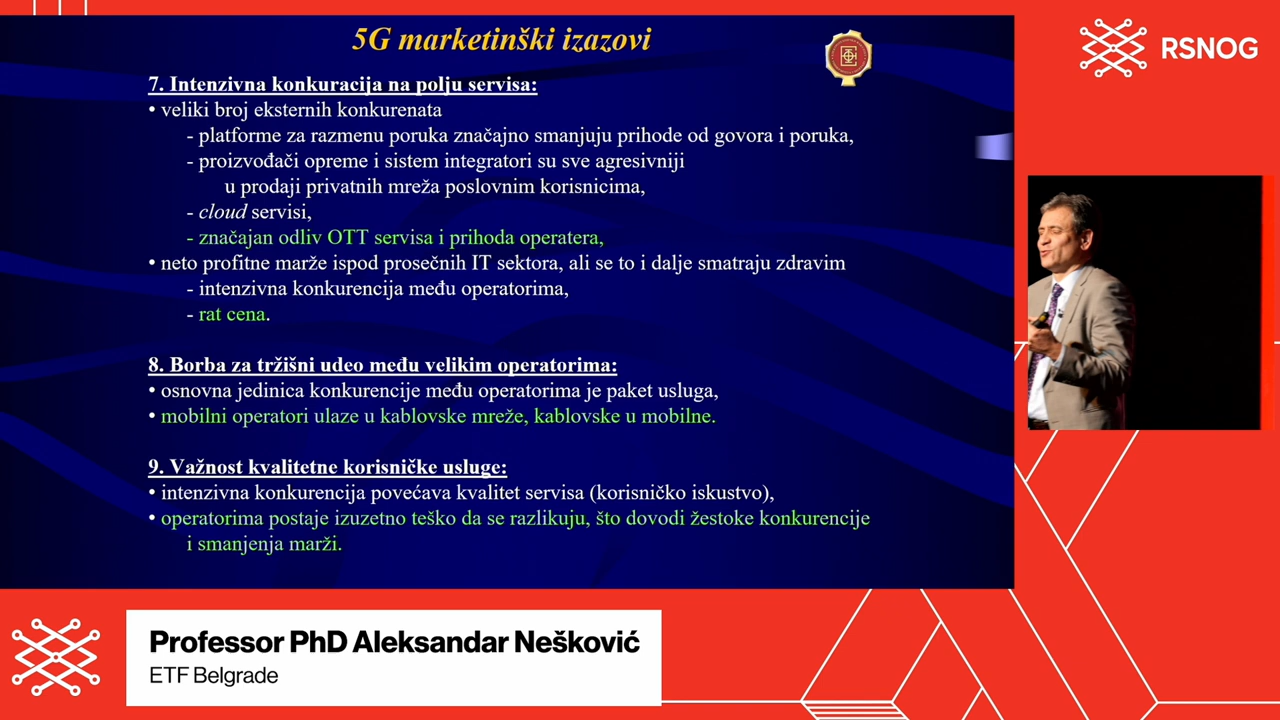 5G marketinški izazovi
RSNOG
7. Intenzivna konkuracija na polju servisa:
• veliki broj eksternih konkurenata
- platforme za razmenu poruka značajno smanjuju prihode od govora i poruka,
- proizvođači opreme i sistem integratori su sve agresivniji
u prodaji privatnih mreža poslovnim korisnicima,
- cloud servisi,
- značajan odliv OTT servisa i prihoda operatera,
• neto profitne marže ispod prosečnih IT sektora, ali se to i dalje smatraju zdravim
- intenzivna konkurencija među operatorima,
- rat cena.
8. Borba za tržišni udeo među velikim operatorima:
• osnovna jedinica konkurencije među operatorima je paket usluga,
• mobilni operatori ulaze u kablovske mreže, kablovske u mobilne.
9. Važnost kvalitetne korisničke usluge:
• intenzivna konkurencija povećava kvalitet servisa (korisničko iskustvo),
• operatorima postaje izuzetno teško da se razlikuju, što dovodi žestoke konkurencije
i smanjenja marži.
Professor PhD Aleksandar Nešković
ETF Belgrade